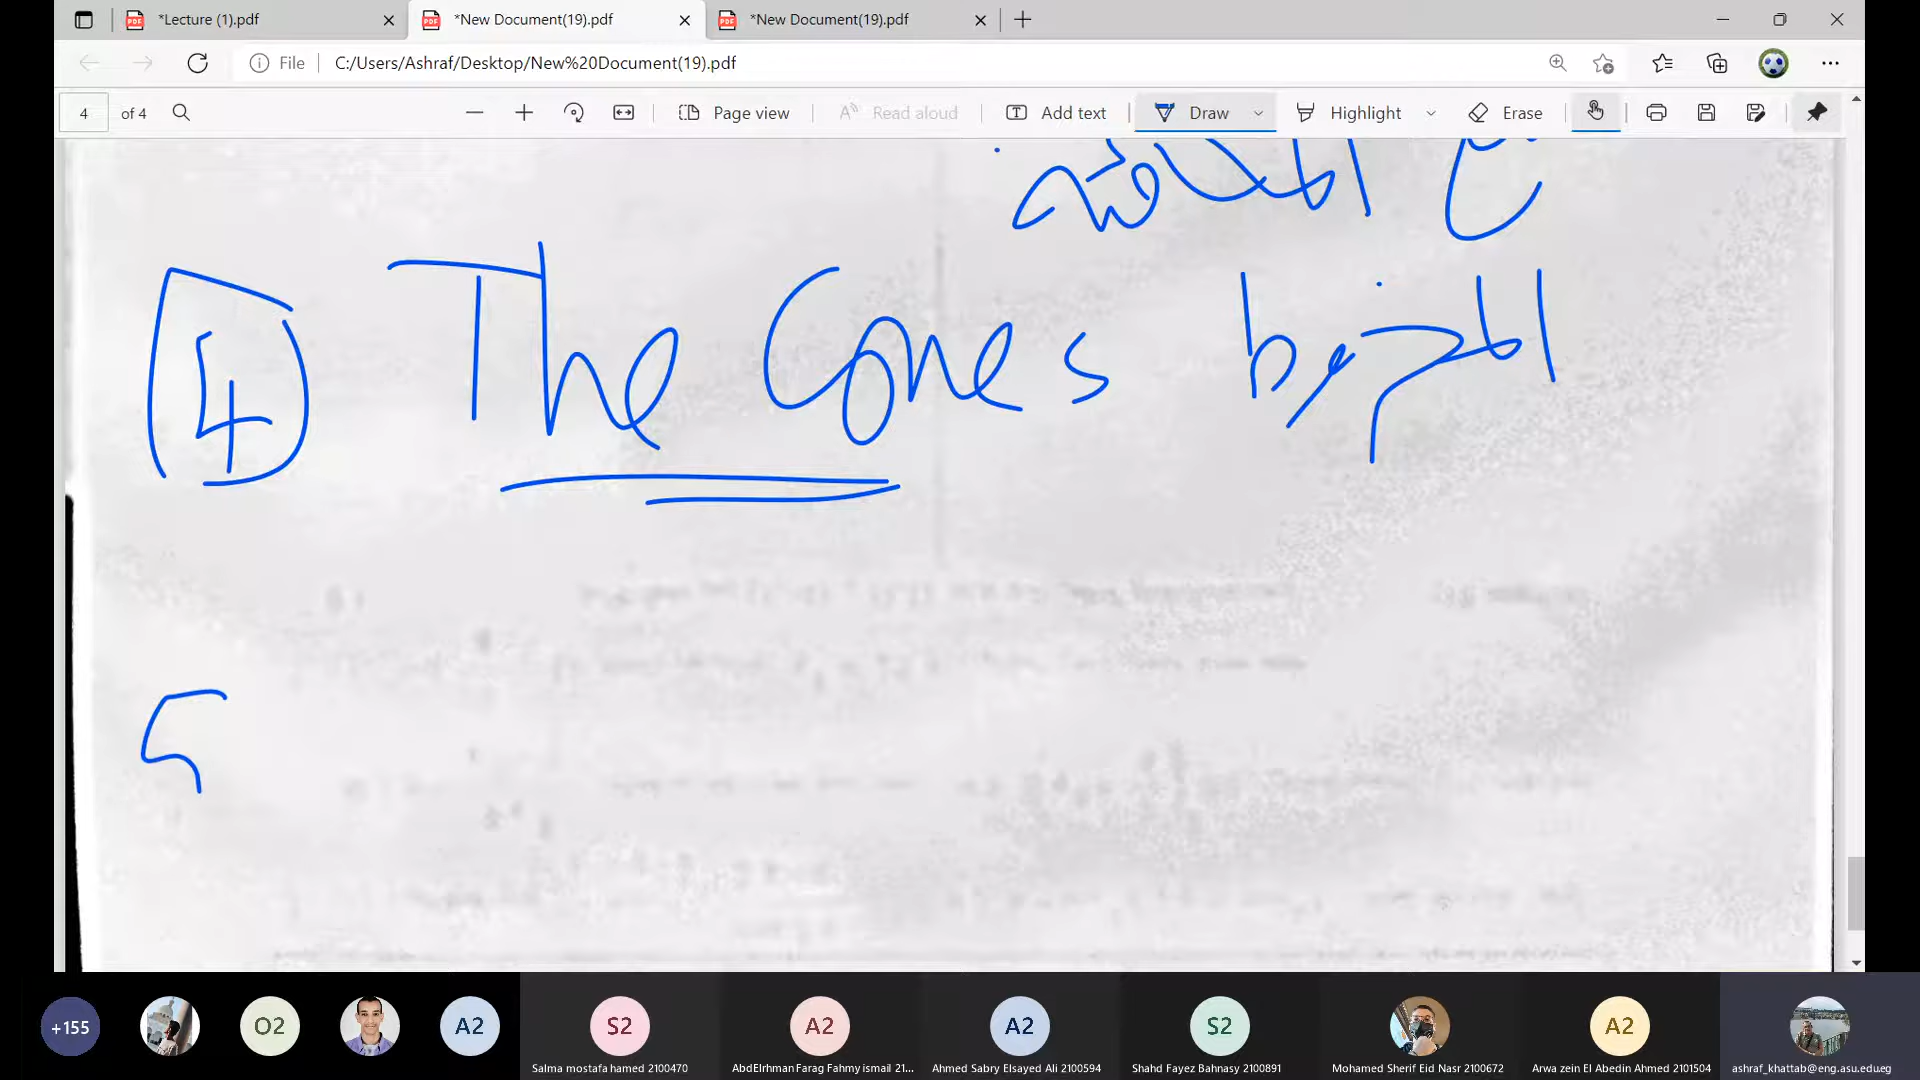 *Lecture (1).pdf
*New Document(19).pdf
*New Document(19).pdf
File
C:/Users/Ashraf/Desktop/New%20Document(19).pdf
4 of 4
Page view
Read aloud
Add text
Draw
Highlight
Erase
4 The Cones المخروط
5
+155
O2
A2
S2
A2
A2
S2
A2
Salma mostafa hamed 2100470
AbdElrhman Farag Fahmy ismail 21...
Ahmed Sabry Elsayed Ali 2100594
Shahd Fayez Bahnasy 2100891
Mohamed Sherif Eid Nasr 2100672
Arwa zein El Abedin Ahmed 2101504
ashraf_khattab@eng.asu.edu.eg